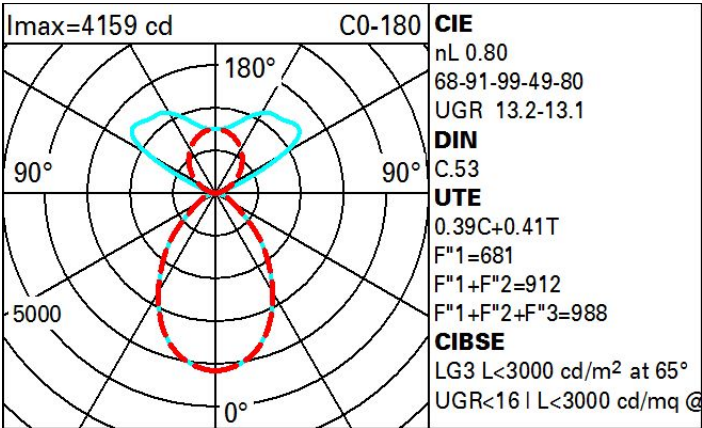 Imax=4159 cd
C0-180
180°
90°
90°
5000
0°
CIE
nL 0.80
68-91-99-49-80
UGR 13.2-13.1
DIN
C.53
UTE
0.39C+0.41T
F"1=681
F"1+F"2=912
F"1+F"2+F"3=988
CIBSE
LG3 L<3000 cd/m² at 65°
UGR<16 | L<3000 cd/mq @